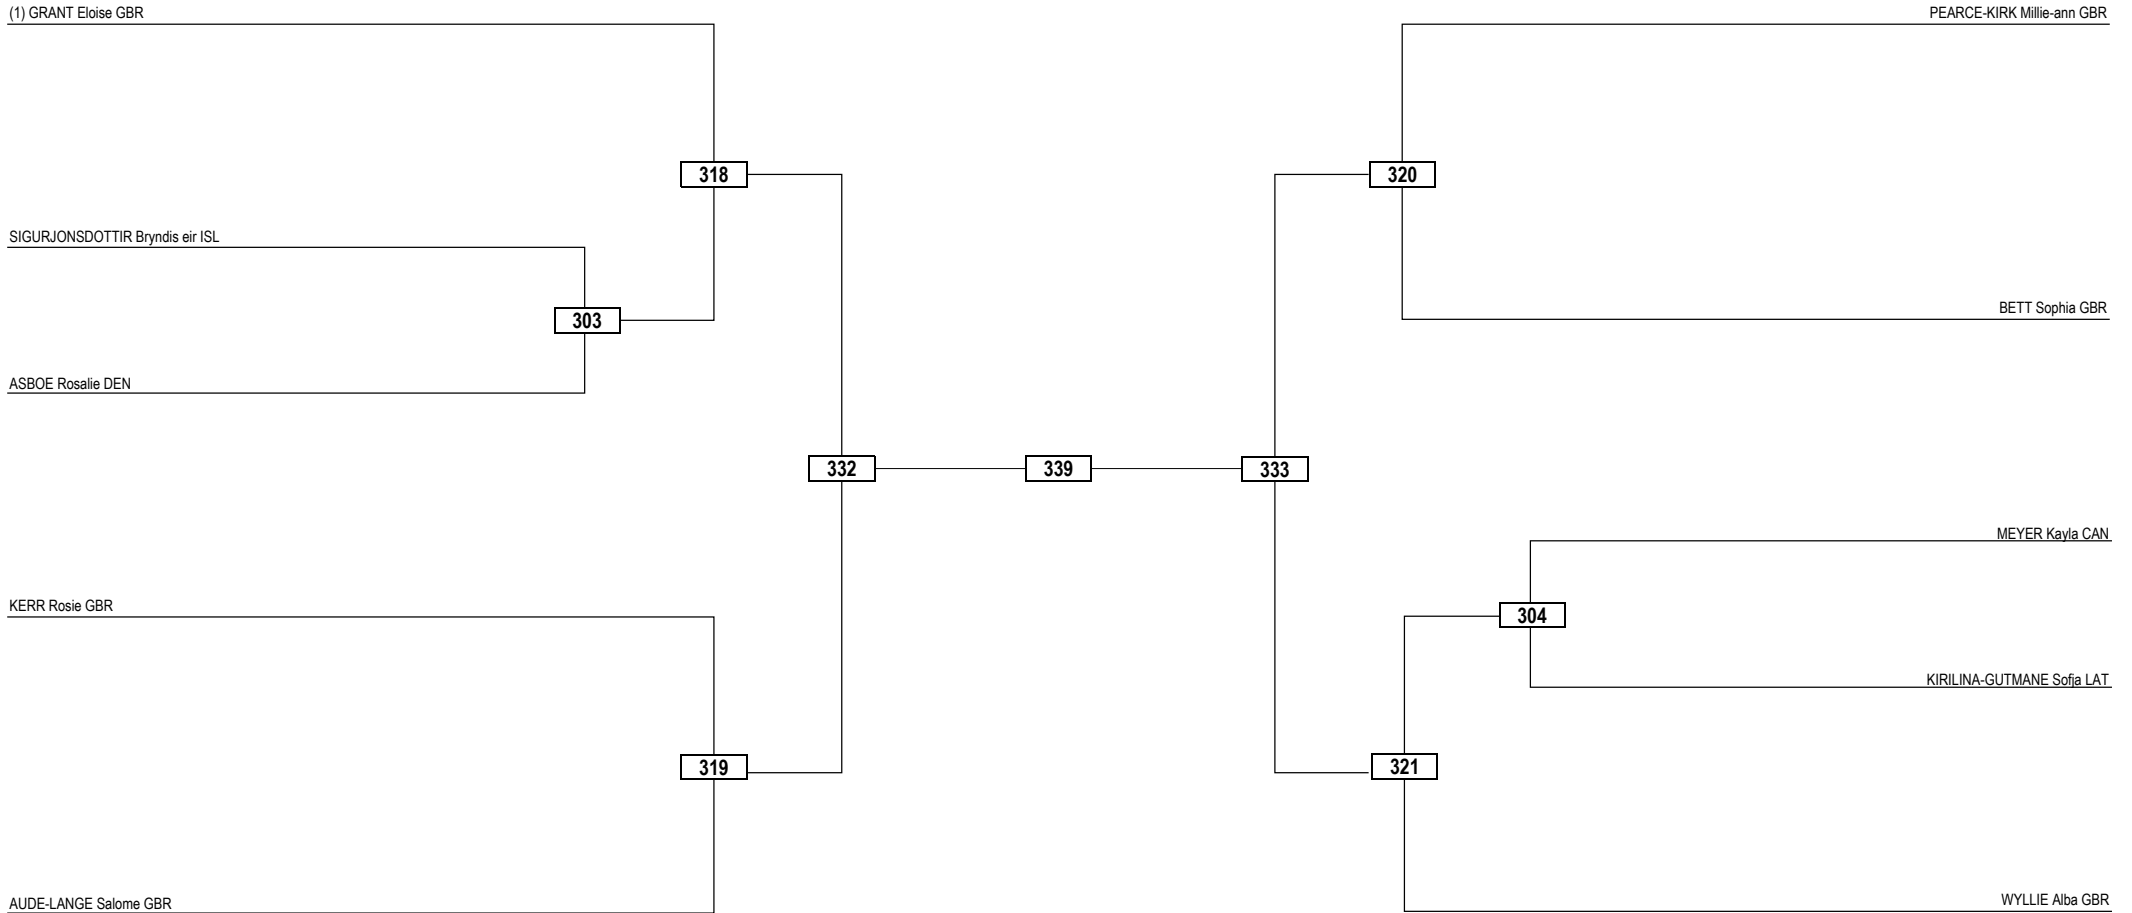 (1) GRANT Eloise GBR
PEARCE-KIRK Millie-ann GBR
318
320
SIGURJONSDOTTIR Bryndis eir ISL
303
BETT Sophia GBR
ASBOE Rosalie DEN
332
339
333
MEYER Kayla CAN
KERR Rosie GBR
304
KIRILINA-GUTMANE Sofja LAT
319
321
AUDE-LANGE Salome GBR
WYLLIE Alba GBR